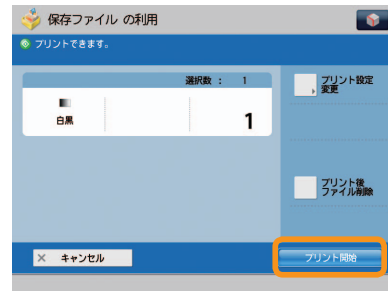 保存ファイル の利用
プリントできます。
選択数 : 1
白黒
1
プリント設定
変更
プリント後
ファイル削除
× キャンセル
プリント開始